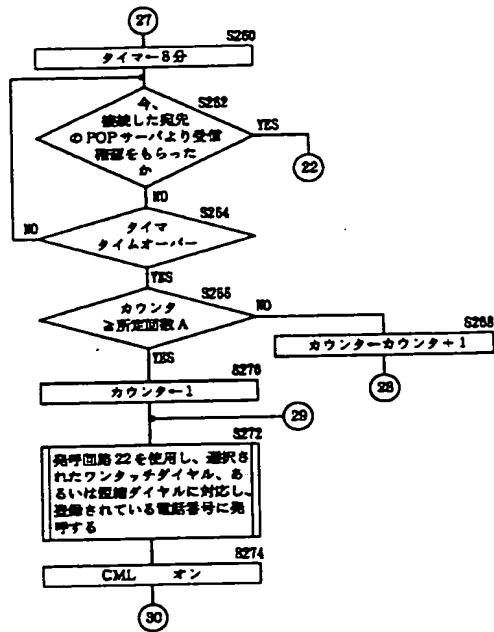 27
S260
タイマ←8分
S262
今、
接続した宛先
のPOPサーバより受信
確認をもらった
か
YES
22
NO
S264
タイマ
タイムオーバー
NO
YES
S266
カウンタ
≧所定回数A
NO
S268
カウンタ←カウンタ+1
28
YES
S270
カウンタ←1
29
S272
発呼回路22を使用し、選択さ
れたワンタッチダイヤル、あ
るいは短縮ダイヤルに対応し、
登録されている電話番号に発
呼する
S274
CML オン
30